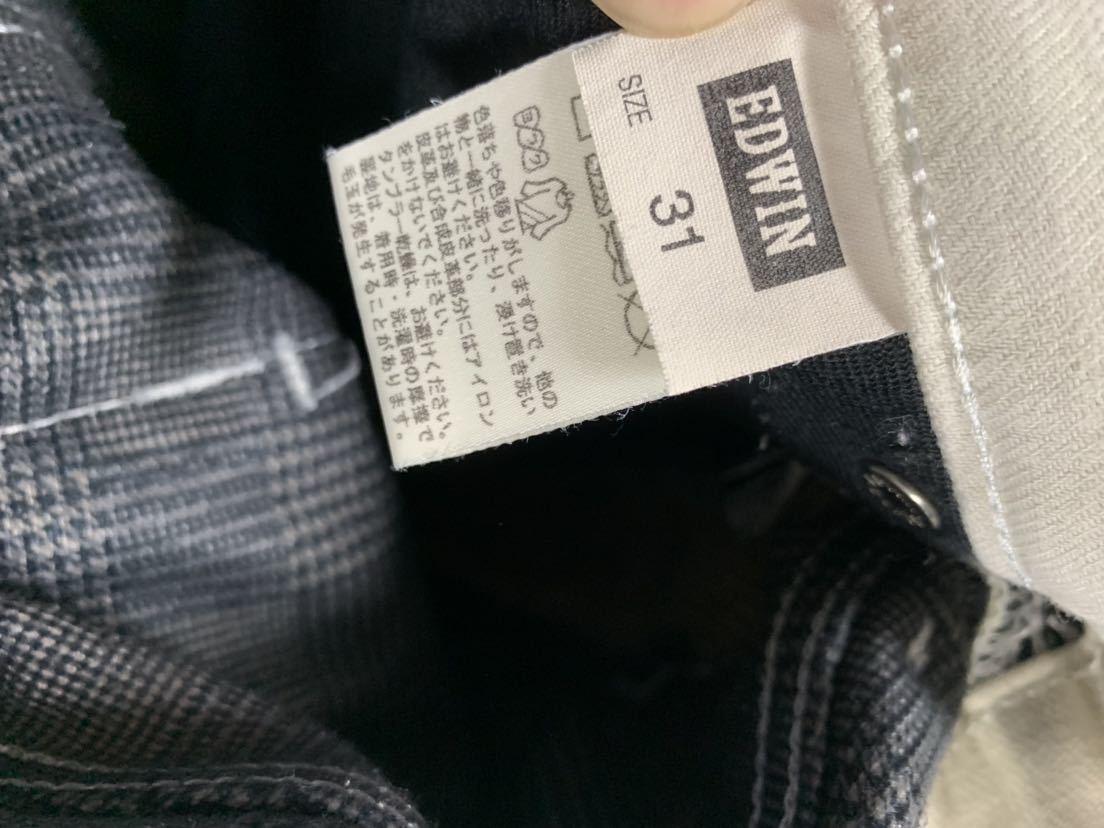 EDWIN
SIZE
31
色落ちや色移りがしますので、他の
物と一緒に洗ったり、漬け置き洗い
はお避けください。
皮革及び合成皮革部分にはアイロン
をかけないでください。
タンブラー乾燥は、お避けください。
墓地は、着用時・洗濯時の摩擦で
毛玉が発生することがあります。